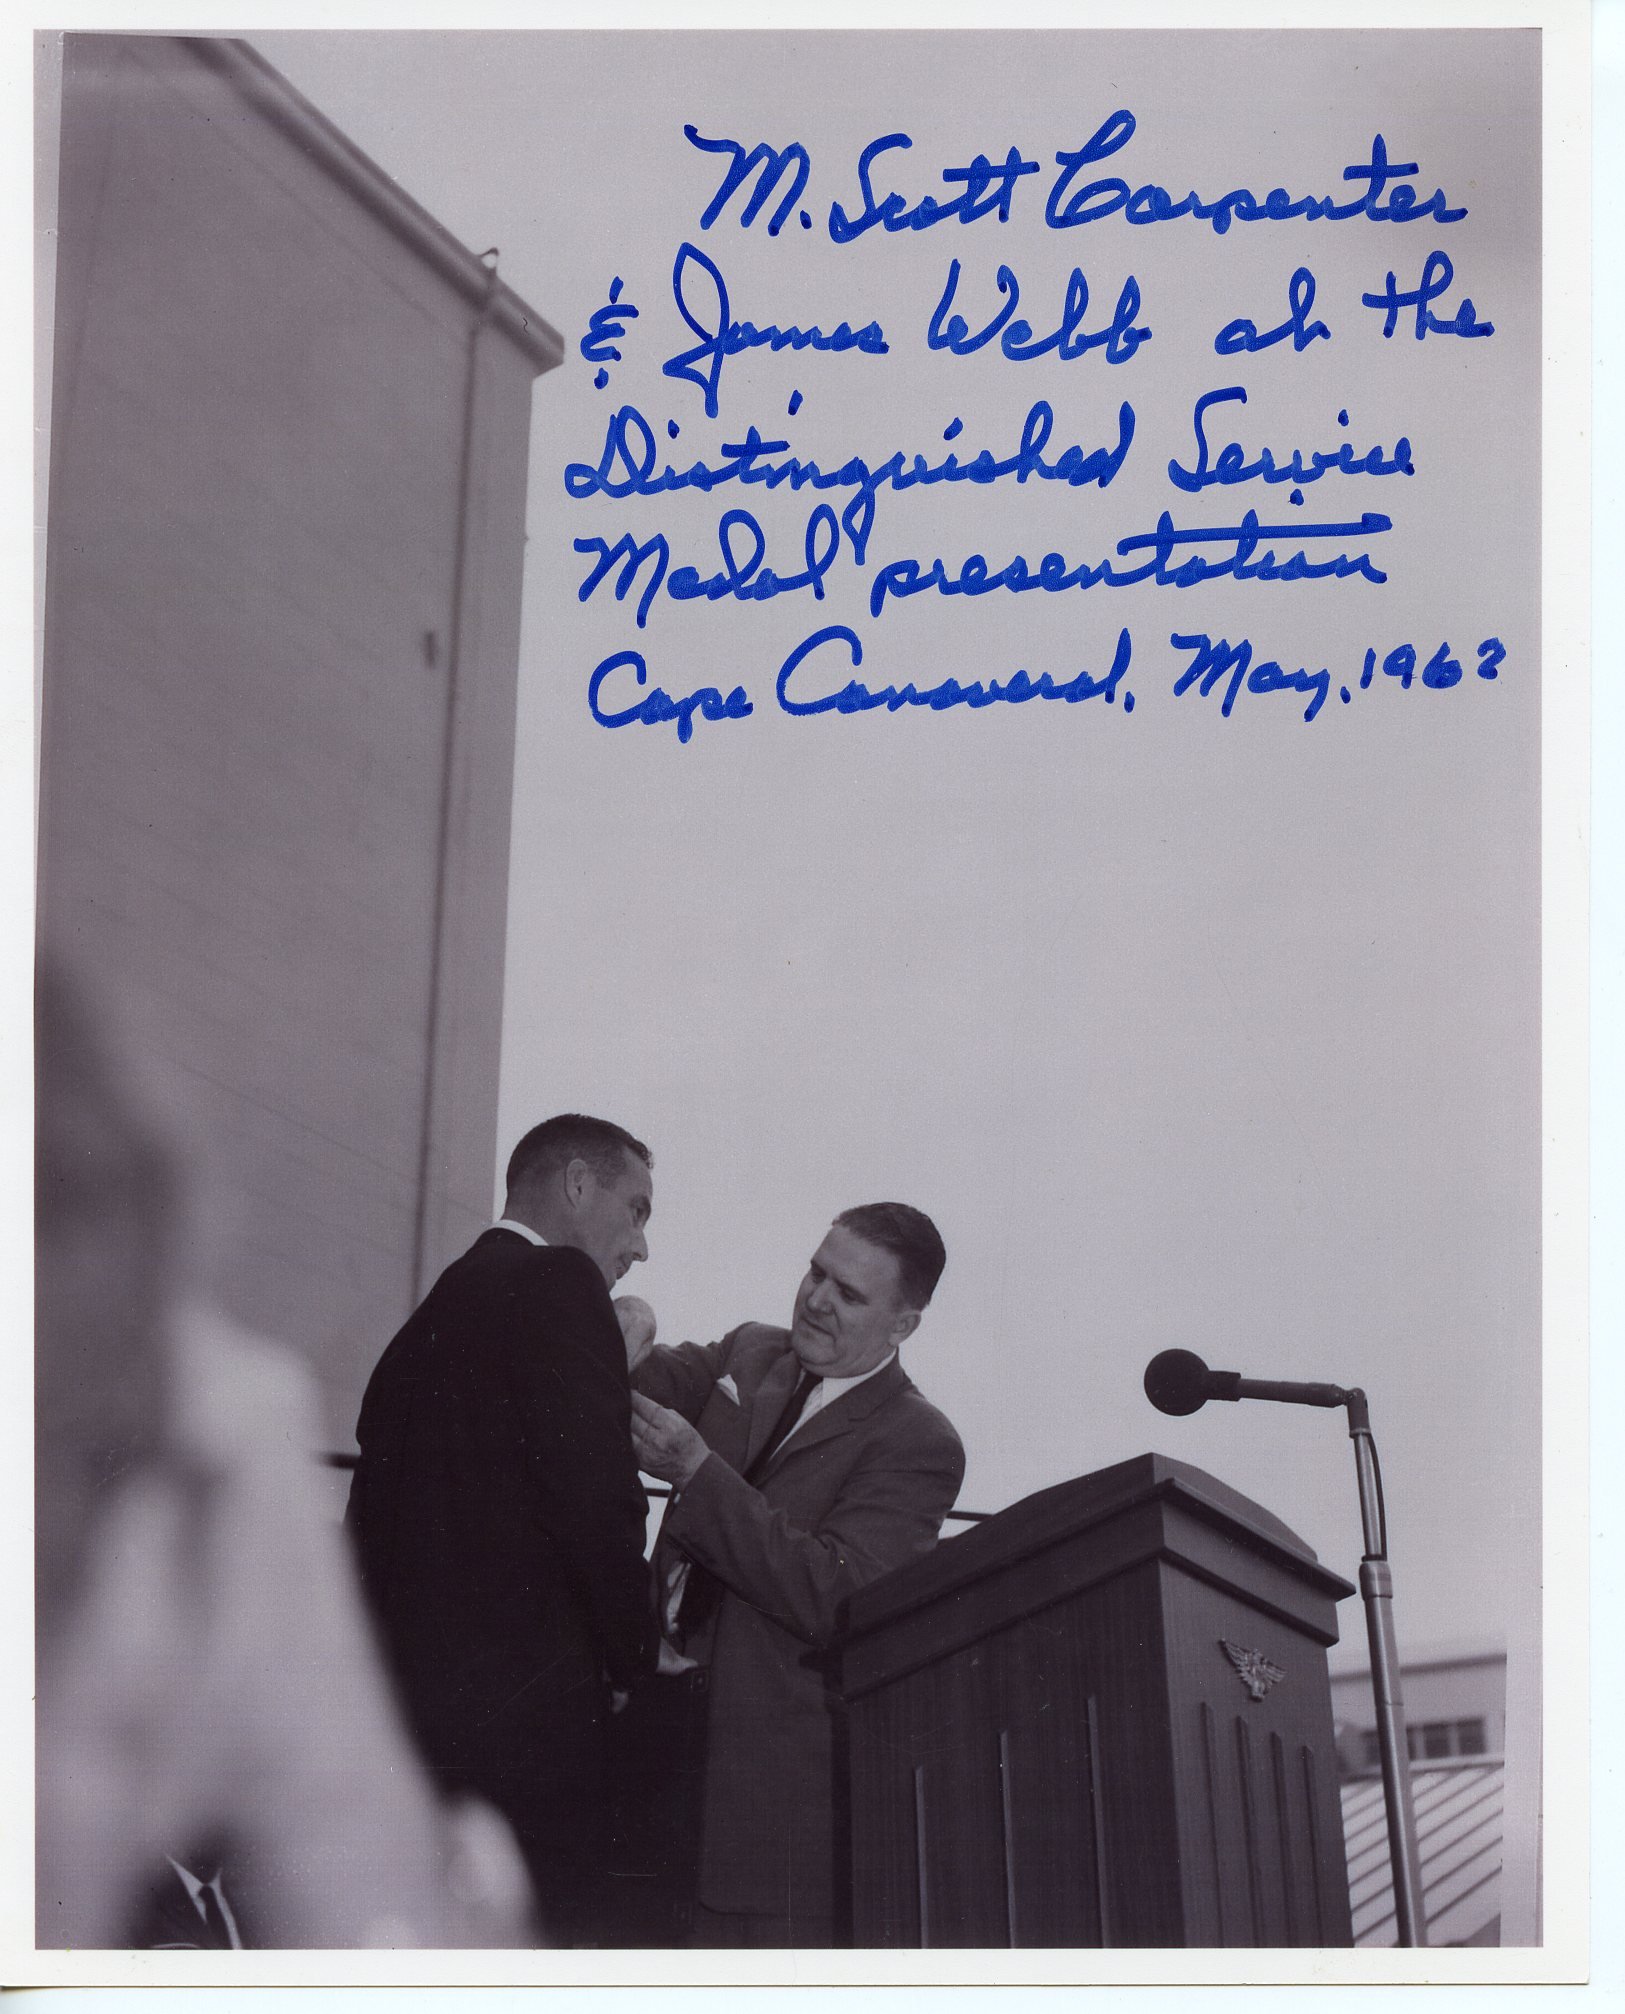 M. Scott Carpenter
& James Webb at the
Distinguished Service
Medal presentation
Cape Canaveral, May, 1962